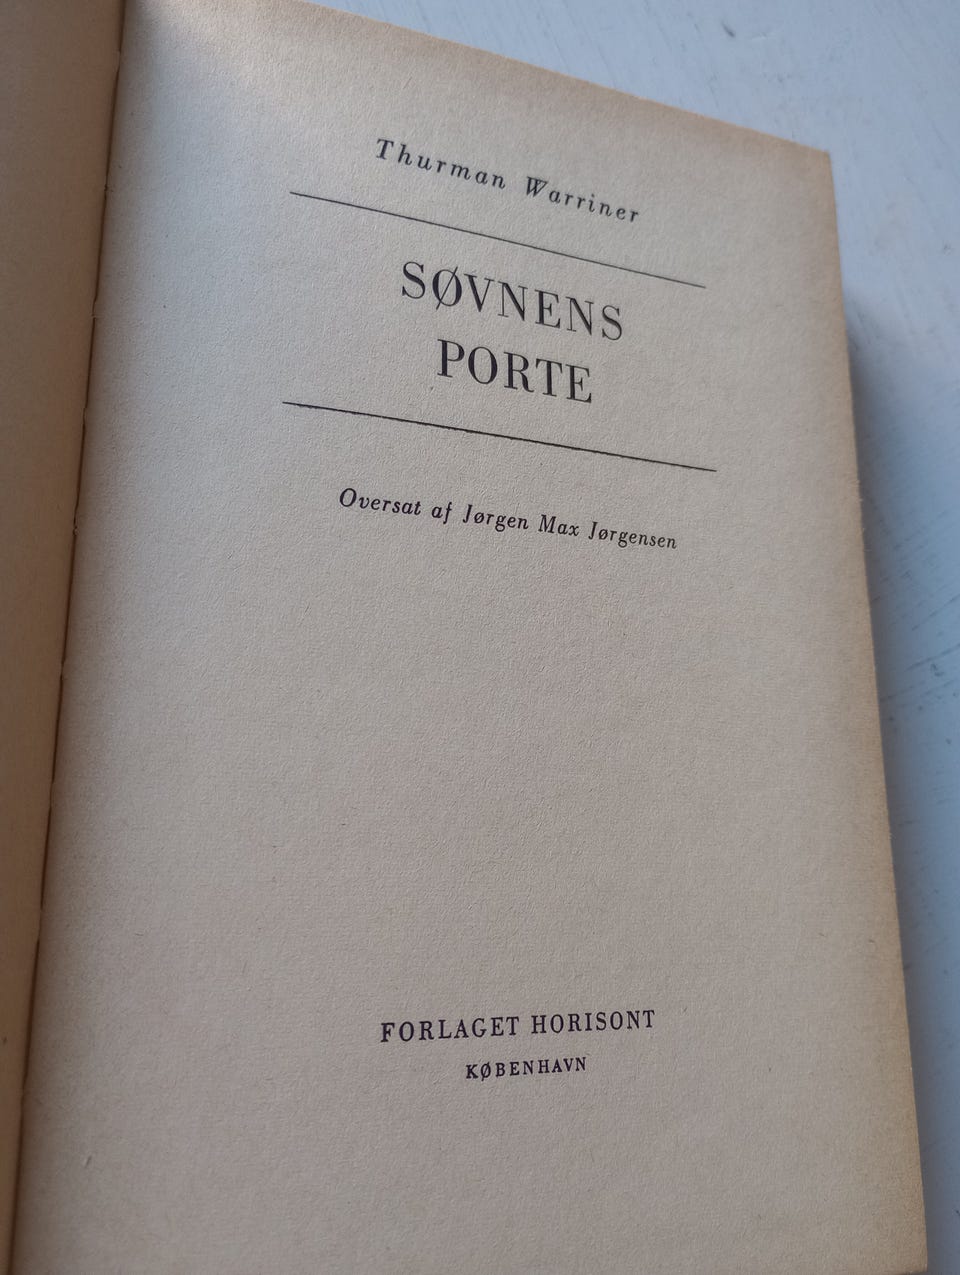 Thurman Warriner
SØVNENS
PORTE
Oversat af Jørgen Max Jørgensen
FORLAGET HORISONT
KØBENHAVN